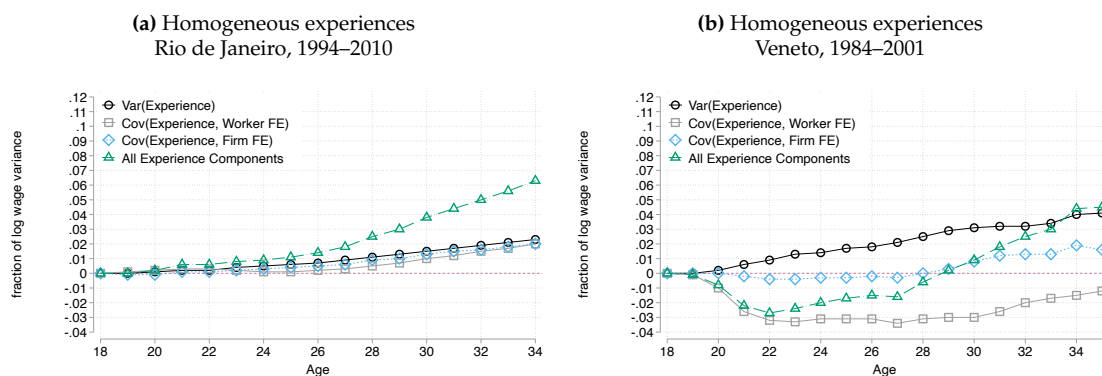 (a) Homogeneous experiences
Rio de Janeiro, 1994–2010
fraction of log wage variance
.12
.11
.1
.09
.08
.07
.06
.05
.04
.03
.02
.01
0
-.01
-.02
-.03
-.04
Var(Experience)
Cov(Experience, Worker FE)
Cov(Experience, Firm FE)
All Experience Components
18 20 22 24 26 28 30 32 34
Age
(b) Homogeneous experiences
Veneto, 1984–2001
fraction of log wage variance
.12
.11
.1
.09
.08
.07
.06
.05
.04
.03
.02
.01
0
-.01
-.02
-.03
-.04
Var(Experience)
Cov(Experience, Worker FE)
Cov(Experience, Firm FE)
All Experience Components
18 20 22 24 26 28 30 32 34
Age